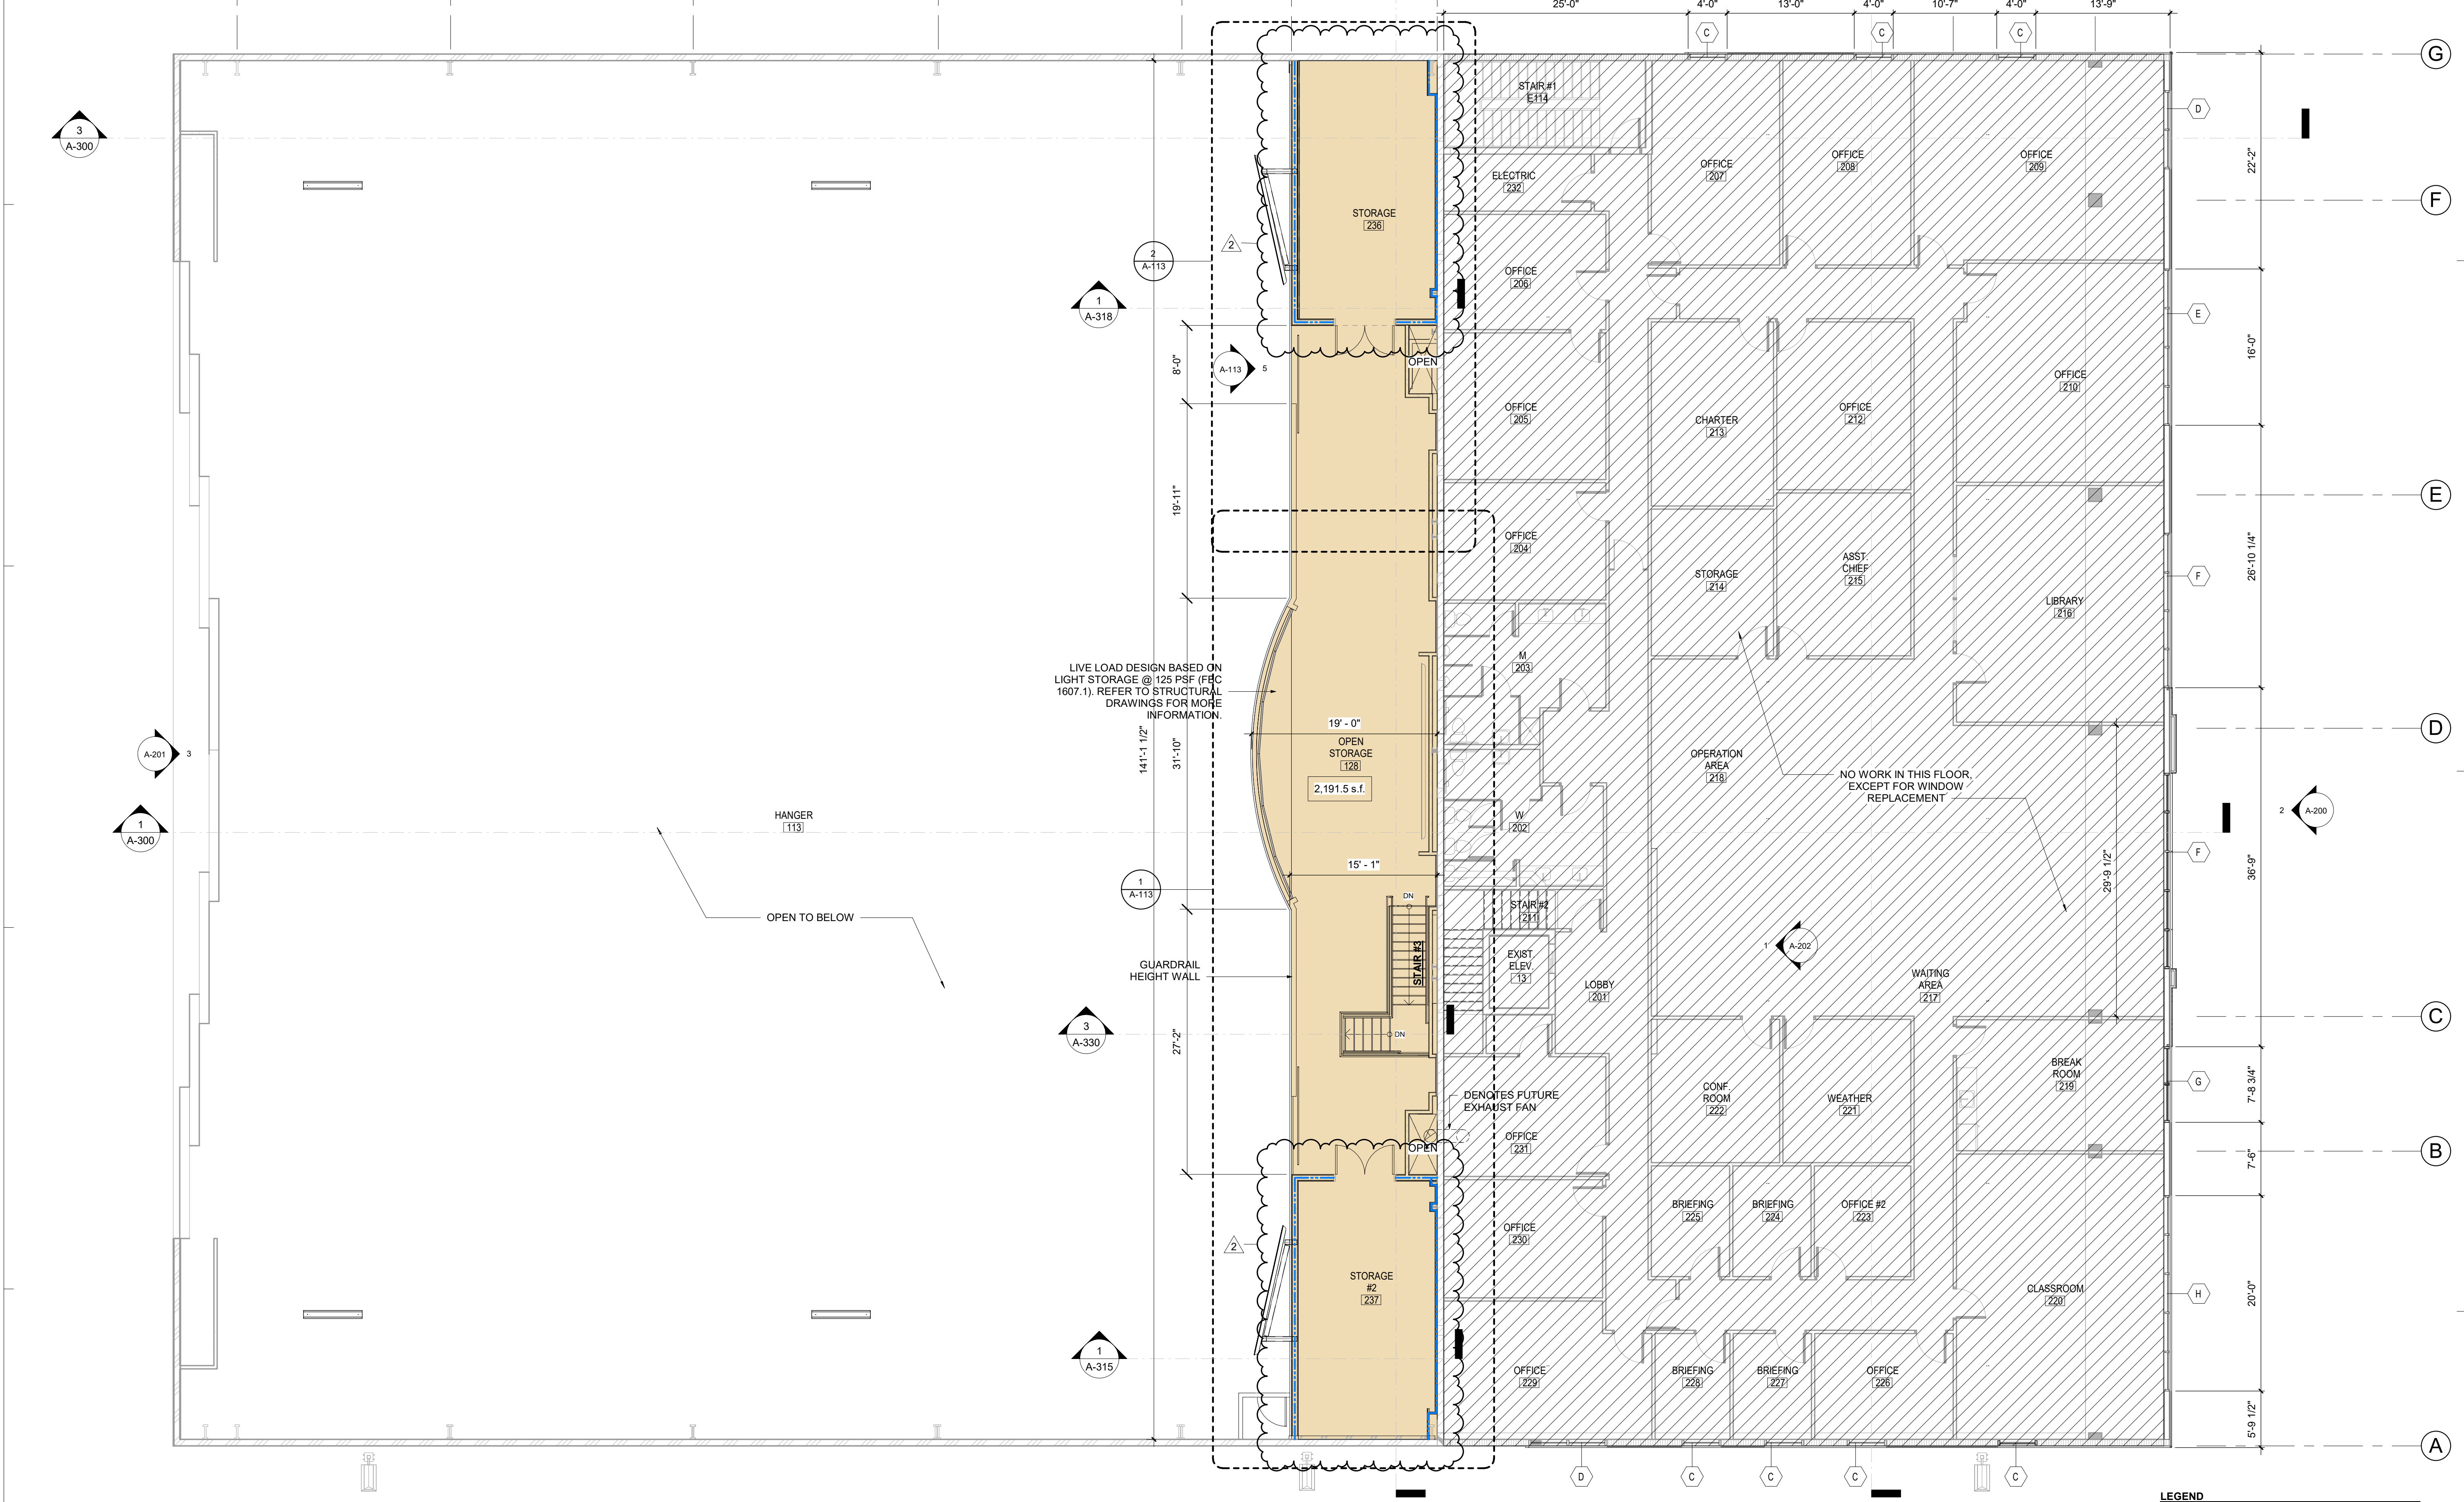 25'-0"
4'-0"
13'-0"
4'-0"
10'-7"
4'-0"
13'-9"
C
C
C
G
STAIR #1
E114
D
3
A-300
22'-2"
OFFICE
207
OFFICE
208
OFFICE
209
ELECTRIC
232
F
STORAGE
236
2
2
A-113
OFFICE
206
1
A-318
E
16'-0"
8'-0"
A-113
5
OPEN
OFFICE
210
OFFICE
205
CHARTER
213
OFFICE
212
19'-11"
E
OFFICE
204
26'-10 1/4"
STORAGE
214
ASST.
CHIEF
215
F
LIBRARY
216
LIVE LOAD DESIGN BASED ON
LIGHT STORAGE @ 125 PSF (FBC
1607.1). REFER TO STRUCTURAL
DRAWINGS FOR MORE
INFORMATION.
M
203
19' - 0"
D
A-201
3
141'-1 1/2"
31'-10"
OPEN
STORAGE
128
2,191.5 s.f.
OPERATION
AREA
218
NO WORK IN THIS FLOOR,
EXCEPT FOR WINDOW
REPLACEMENT
2
A-200
HANGER
113
1
A-300
W
202
F
36'-9"
29'-9 1/2"
15' - 1"
1
A-113
DN
STAIR #2
211
OPEN TO BELOW
STAIR #3
1
A-202
GUARDRAIL
HEIGHT WALL
EXIST.
ELEV.
13
LOBBY
201
WAITING
AREA
217
C
3
A-330
27'-2"
DN
BREAK
ROOM
219
G
7'-8 3/4"
DENOTES FUTURE
EXHAUST FAN
CONF.
ROOM
222
WEATHER
221
OFFICE
231
OPEN
B
7'-6"
BRIEFING
225
BRIEFING
224
OFFICE #2
223
OFFICE
230
2
STORAGE
#2
237
CLASSROOM
220
H
20'-0"
1
A-315
OFFICE
229
BRIEFING
228
BRIEFING
227
OFFICE
226
5'-9 1/2"
A
D
C
C
C
C
LEGEND